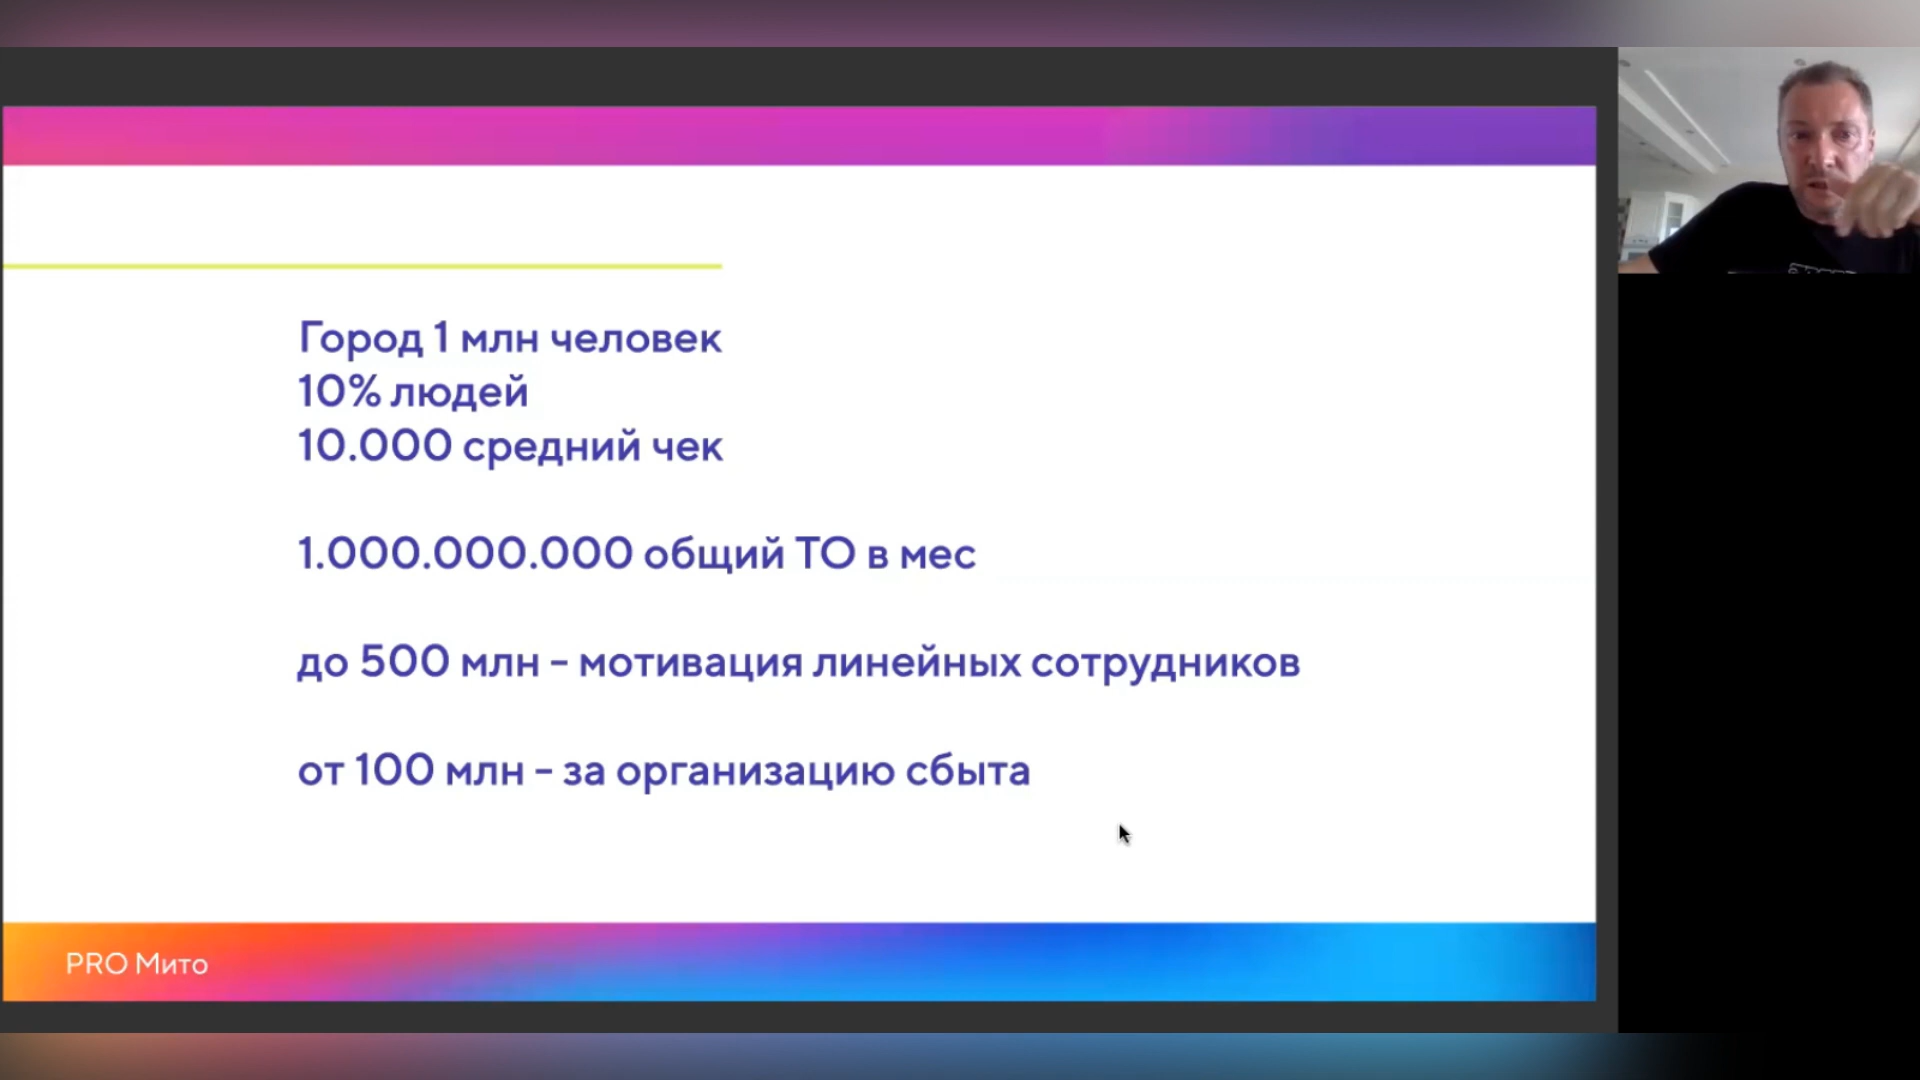 Город 1 млн человек
10% людей
10.000 средний чек
1.000.000.000 общий ТО в мес
до 500 млн – мотивация линейных сотрудников
от 100 млн – за организацию сбыта
PRO Мито